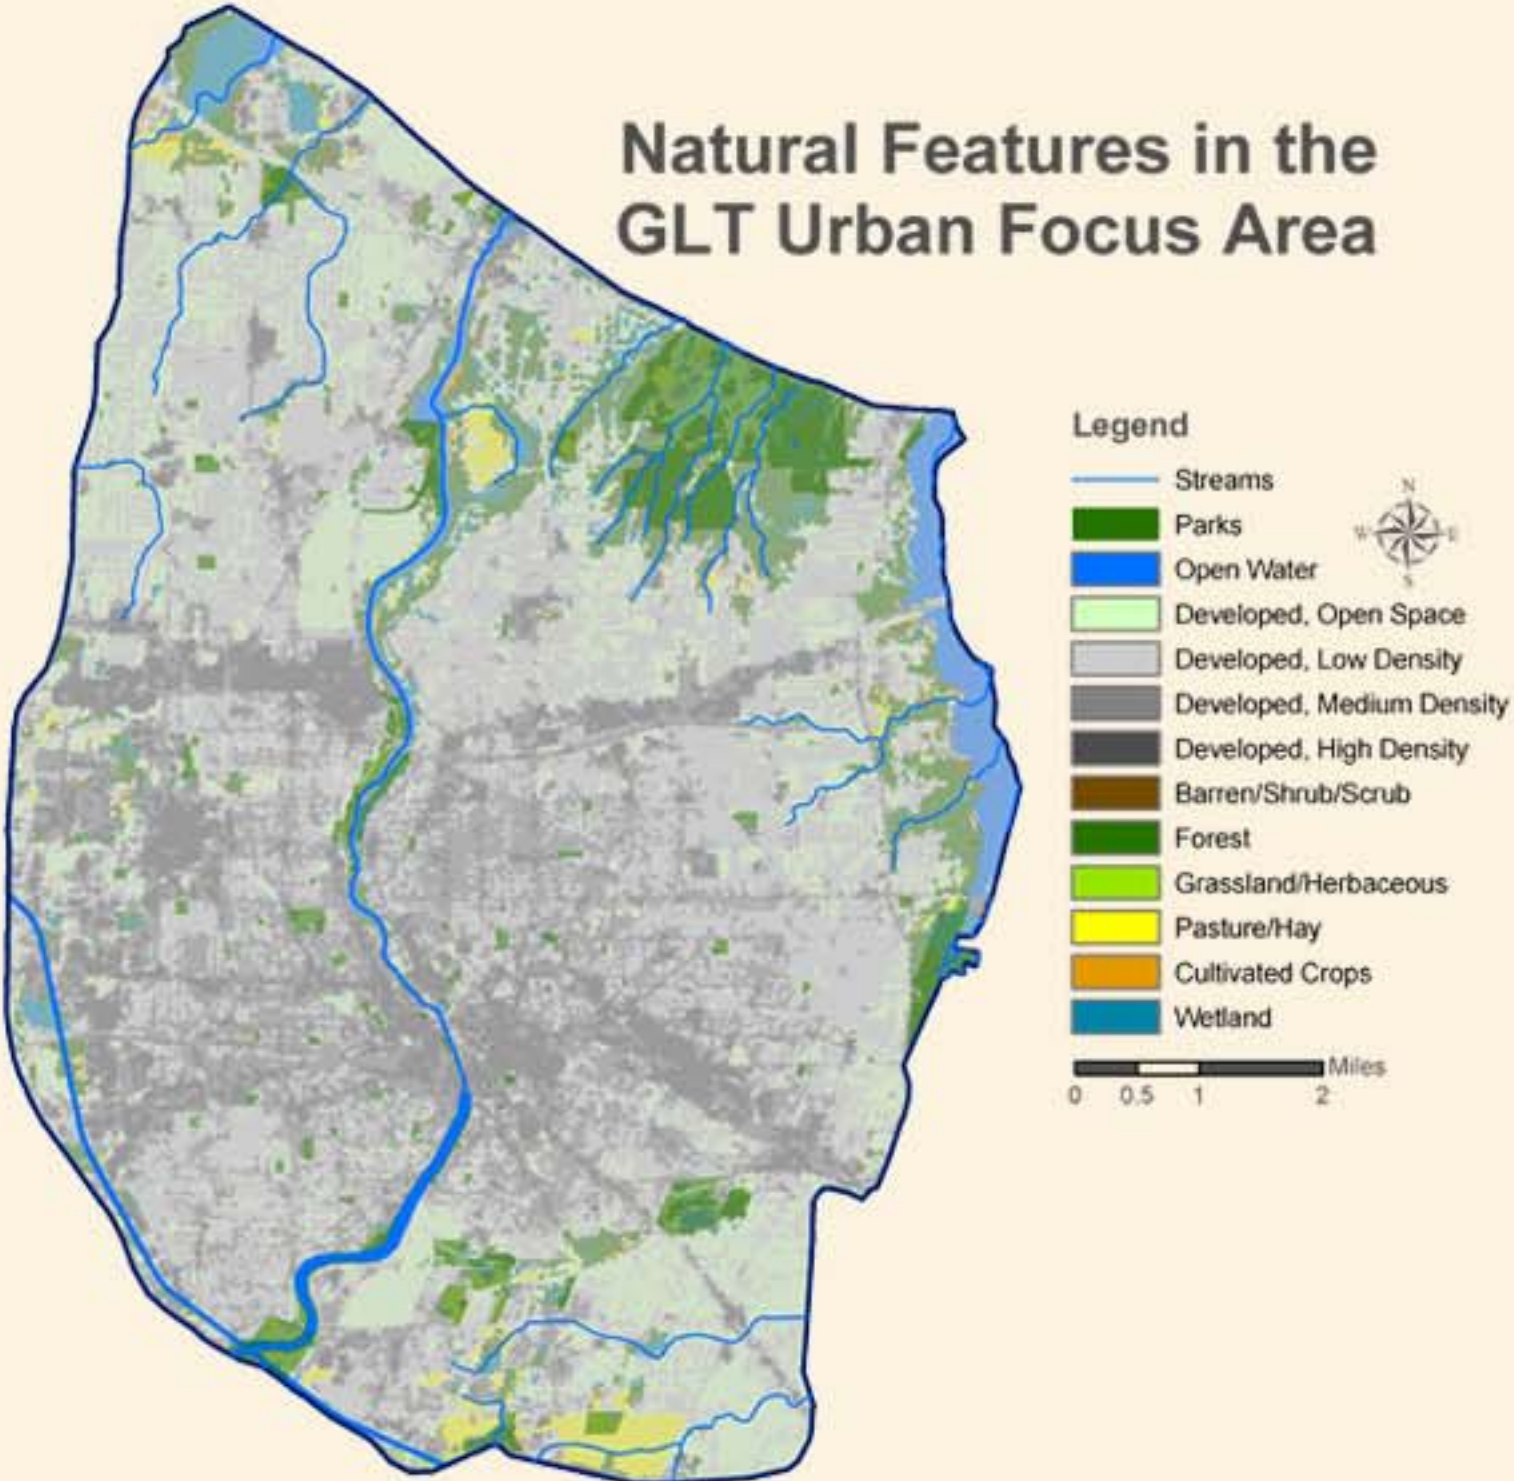 Natural Features in the
GLT Urban Focus Area
Legend
Streams
Parks
Open Water
Developed, Open Space
Developed, Low Density
Developed, Medium Density
Developed, High Density
Barren/Shrub/Scrub
Forest
Grassland/Herbaceous
Pasture/Hay
Cultivated Crops
Wetland
N
W E
S
Miles
0 0.5 1 2